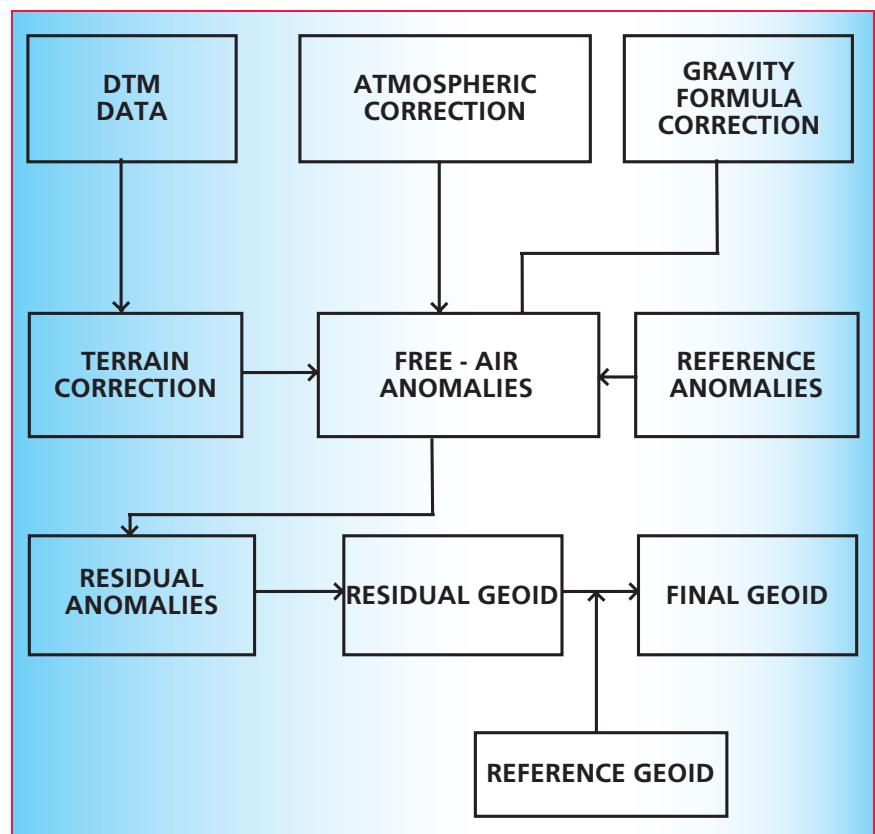 DTM
DATA
ATMOSPHERIC
CORRECTION
GRAVITY
FORMULA
CORRECTION
TERRAIN
CORRECTION
FREE - AIR
ANOMALIES
REFERENCE
ANOMALIES
RESIDUAL
ANOMALIES
RESIDUAL GEOID
FINAL GEOID
REFERENCE GEOID